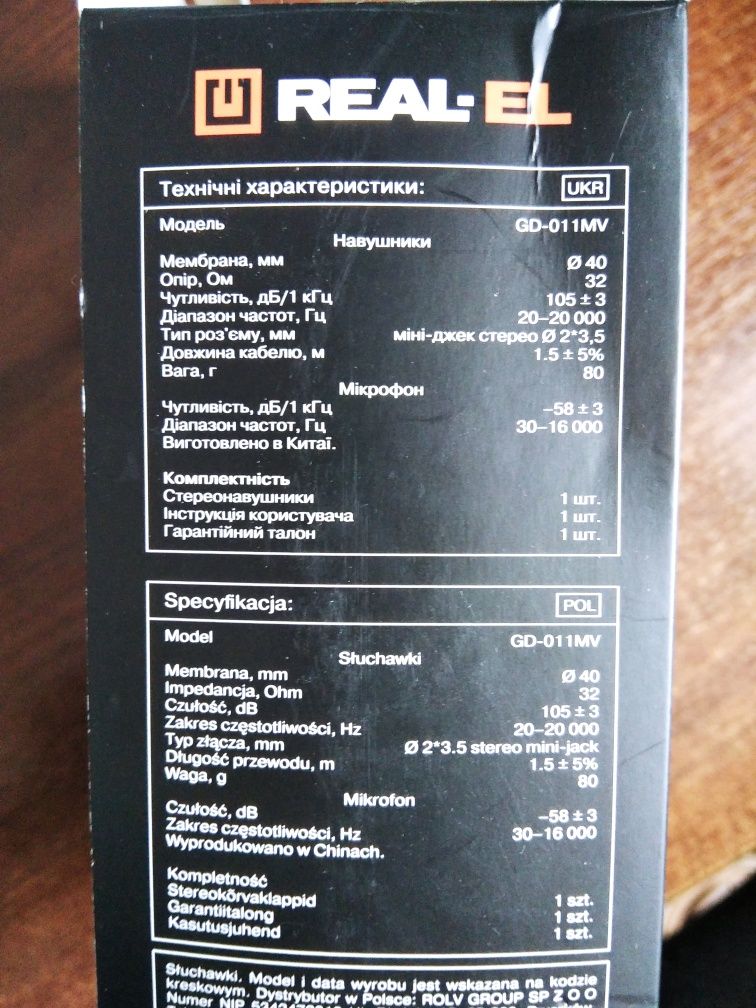 REAL-EL
Технічні характеристики: UKR
Модель GD-011MV
Навушники
Мембрана, мм Ø 40
Опір, Ом 32
Чутливість, дБ/1 кГц 105 ± 3
Діапазон частот, Гц 20–20 000
Тип роз'єму, мм міні-джек стерео Ø 2*3,5
Довжина кабелю, м 1.5 ± 5%
Вага, г 80
Мікрофон
Чутливість, дБ/1 кГц –58 ± 3
Діапазон частот, Гц 30–16 000
Виготовлено в Китаї.
Комплектність
Стереонавушники 1 шт.
Інструкція користувача 1 шт.
Гарантійний талон 1 шт.
Specyfikacja: POL
Model GD-011MV
Słuchawki
Membrana, mm Ø 40
Impedancja, Ohm 32
Czułość, dB 105 ± 3
Zakres częstotliwości, Hz 20–20 000
Typ złącza, mm Ø 2*3.5 stereo mini-jack
Długość przewodu, m 1.5 ± 5%
Waga, g 80
Mikrofon
Czułość, dB –58 ± 3
Zakres częstotliwości, Hz 30–16 000
Wyprodukowano w Chinach.
Kompletność
Stereokõrvaklappid 1 szt.
Garantiitalong 1 szt.
Kasutusjuhend 1 szt.
Słuchawki. Model i data wyrobu jest wskazana na kodzie
kreskowym. Dystrybutor w Polsce: ROLV GROUP SP Z O O
Numer NIP